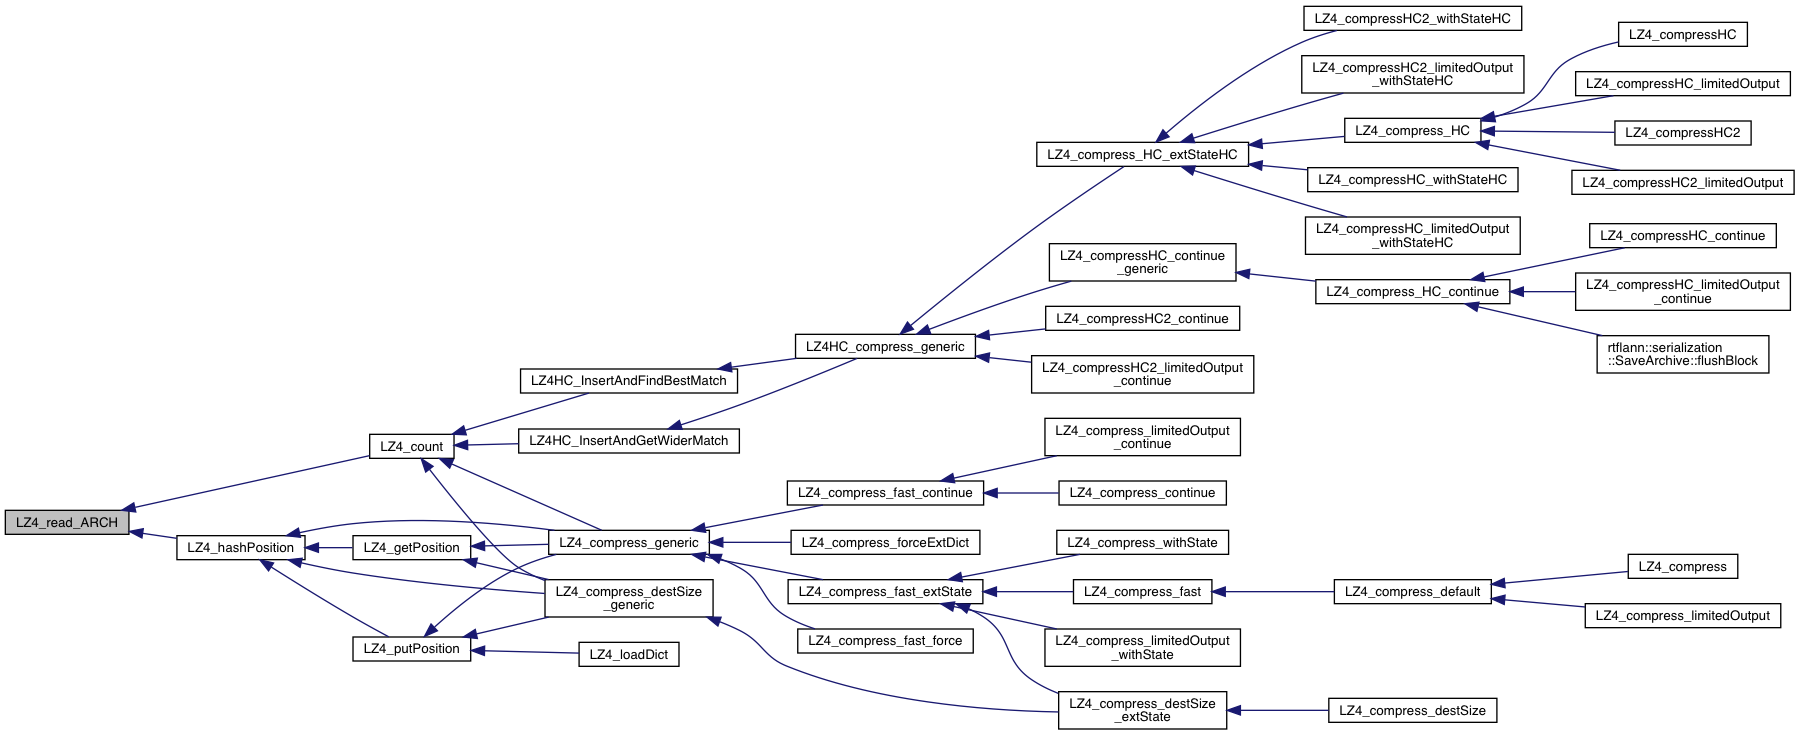 LZ4_read_ARCH
LZ4_count
LZ4_hashPosition
LZ4_getPosition
LZ4_putPosition
LZ4HC_InsertAndFindBestMatch
LZ4HC_InsertAndGetWiderMatch
LZ4_compress_generic
LZ4_compress_destSize
_generic
LZ4_loadDict
LZ4HC_compress_generic
LZ4_compress_fast_continue
LZ4_compress_forceExtDict
LZ4_compress_fast_extState
LZ4_compress_fast_force
LZ4_compress_HC_extStateHC
LZ4_compressHC_continue
_generic
LZ4_compressHC2_continue
LZ4_compressHC2_limitedOutput
_continue
LZ4_compress_limitedOutput
_continue
LZ4_compress_continue
LZ4_compress_withState
LZ4_compress_fast
LZ4_compress_limitedOutput
_withState
LZ4_compress_destSize
_extState
LZ4_compressHC2_withStateHC
LZ4_compressHC2_limitedOutput
_withStateHC
LZ4_compress_HC
LZ4_compressHC_withStateHC
LZ4_compressHC_limitedOutput
_withStateHC
LZ4_compress_HC_continue
LZ4_compress_default
LZ4_compress_destSize
LZ4_compressHC
LZ4_compressHC_limitedOutput
LZ4_compressHC2
LZ4_compressHC2_limitedOutput
LZ4_compressHC_continue
LZ4_compressHC_limitedOutput
_continue
rtflann::serialization
::SaveArchive::flushBlock
LZ4_compress
LZ4_compress_limitedOutput